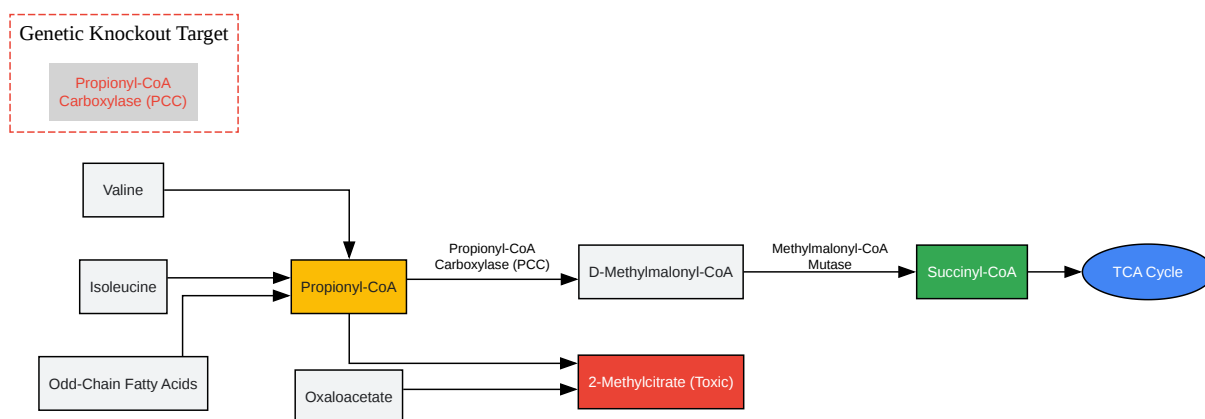 Genetic Knockout Target
Propionyl-CoA
Carboxylase (PCC)
Valine
Isoleucine
Odd-Chain Fatty Acids
Propionyl-CoA
Propionyl-CoA
Carboxylase (PCC)
D-Methylmalonyl-CoA
Methylmalonyl-CoA
Mutase
Succinyl-CoA
TCA Cycle
Oxaloacetate
2-Methylcitrate (Toxic)